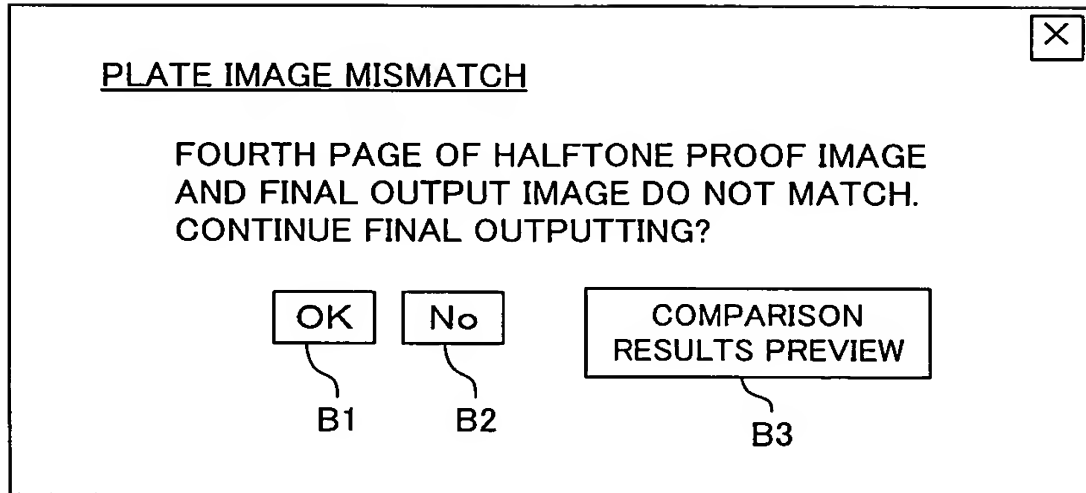 ×
PLATE IMAGE MISMATCH
FOURTH PAGE OF HALFTONE PROOF IMAGE
AND FINAL OUTPUT IMAGE DO NOT MATCH.
CONTINUE FINAL OUTPUTTING?
OK No COMPARISON
RESULTS PREVIEW
B1 B2 B3